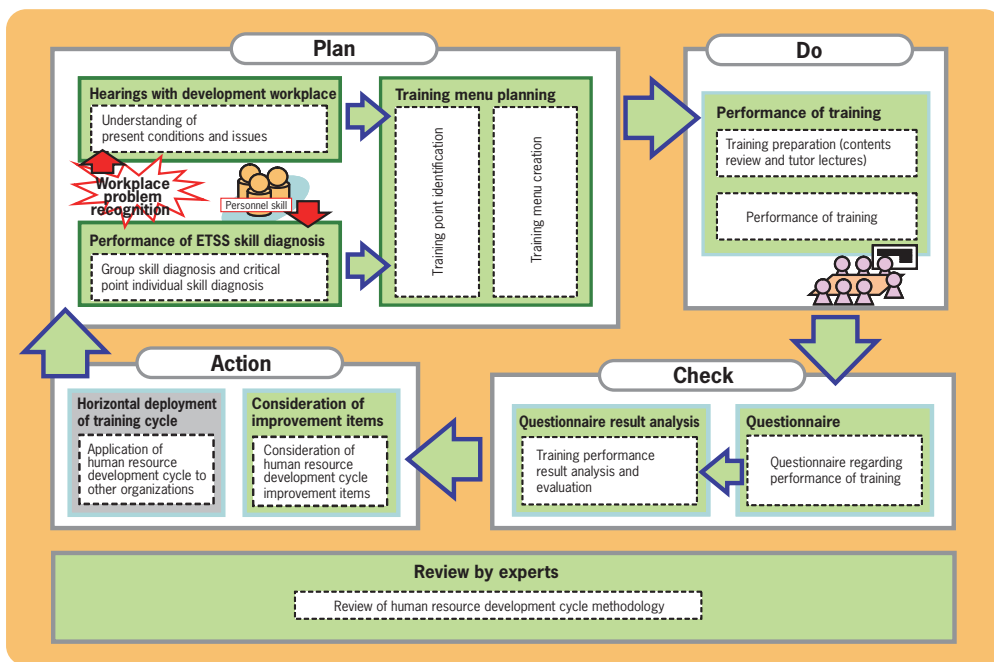 Plan
Hearings with development workplace
Understanding of
present conditions and issues
Workplace
problem
recognition
Personnel skill
Performance of ETSS skill diagnosis
Group skill diagnosis and critical
point individual skill diagnosis
Training menu planning
Training point identification
Training menu creation
Do
Performance of training
Training preparation (contents
review and tutor lectures)
Performance of training
Action
Horizontal deployment
of training cycle
Application of
human resource
development cycle to
other organizations
Consideration of
improvement items
Consideration of
human resource
development cycle
improvement items
Check
Questionnaire result analysis
Training performance
result analysis and
evaluation
Questionnaire
Questionnaire regarding
performance of training
Review by experts
Review of human resource development cycle methodology